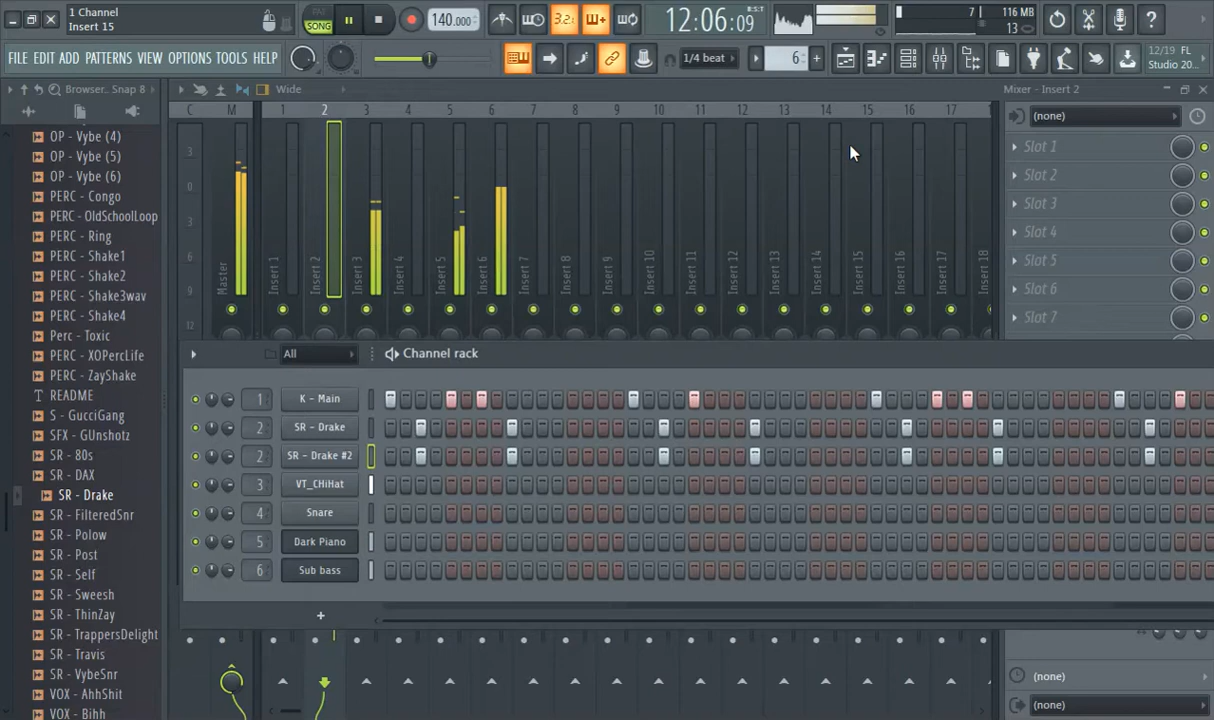 1 Channel
Insert 15
PAT
SONG
140.000
3.2.
12:06:09
7
116 MB
13
FILE EDIT ADD PATTERNS VIEW OPTIONS TOOLS HELP
1/4 beat
6
12/19 FL
Studio 20...
Browser.. Snap 8
Wide
Mixer - Insert 2
C M 1 2 3 4 5 6 7 8 9 10 11 12 13 14 15 16 17
(none)
3
0
3
6
9
12
Master
Insert 1
Insert 2
Insert 3
Insert 4
Insert 5
Insert 6
Insert 7
Insert 8
Insert 9
Insert 10
Insert 11
Insert 12
Insert 13
Insert 14
Insert 15
Insert 16
Insert 17
Insert 18
Slot 1
Slot 2
Slot 3
Slot 4
Slot 5
Slot 6
Slot 7
OP - Vybe (4)
OP - Vybe (5)
OP - Vybe (6)
PERC - Congo
PERC - OldSchoolLoop
PERC - Ring
PERC - Shake1
PERC - Shake2
PERC - Shake3wav
PERC - Shake4
Perc - Toxic
PERC - XOPercLife
PERC - ZayShake
README
S - GucciGang
SFX - GUnshotz
SR - 80s
SR - DAX
SR - Drake
SR - FilteredSnr
SR - Polow
SR - Post
SR - Self
SR - Sweesh
SR - ThinZay
SR - TrappersDelight
SR - Travis
SR - VybeSnr
VOX - AhhShit
VOX - Bihh
All
Channel rack
1 K - Main
2 SR - Drake
2 SR - Drake #2
3 VT_CHiHat
4 Snare
5 Dark Piano
6 Sub bass
+
(none)
(none)